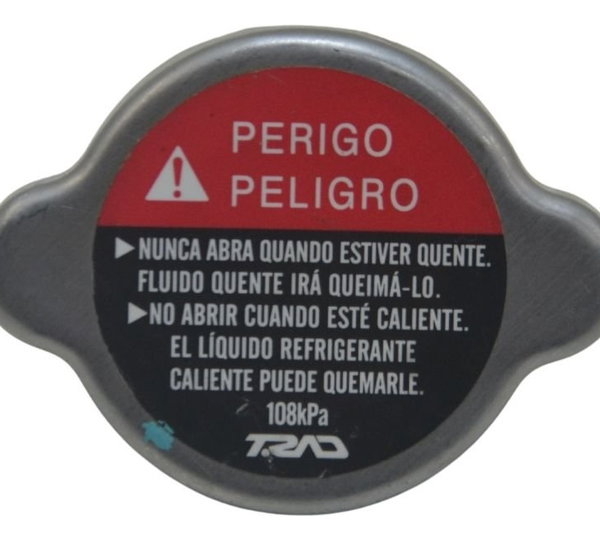 PERIGO
PELIGRO
▶NUNCA ABRA QUANDO ESTIVER QUENTE.
FLUIDO QUENTE IRÁ QUEIMÁ-LO.
▶NO ABRIR CUANDO ESTÉ CALIENTE.
EL LÍQUIDO REFRIGERANTE
CALIENTE PUEDE QUEMARLE.
108kPa
T.RAD